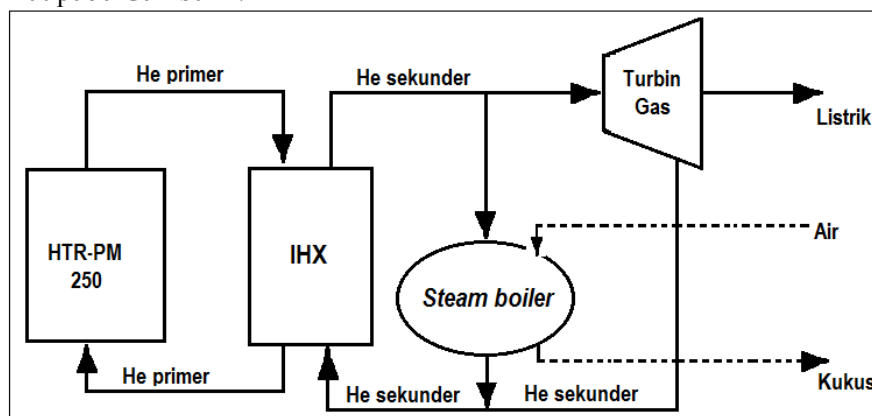 He primer
He sekunder
Turbin
Gas
Listrik
HTR-PM
250
IHX
Air
Steam boiler
He primer
He sekunder
He sekunder
Kukus